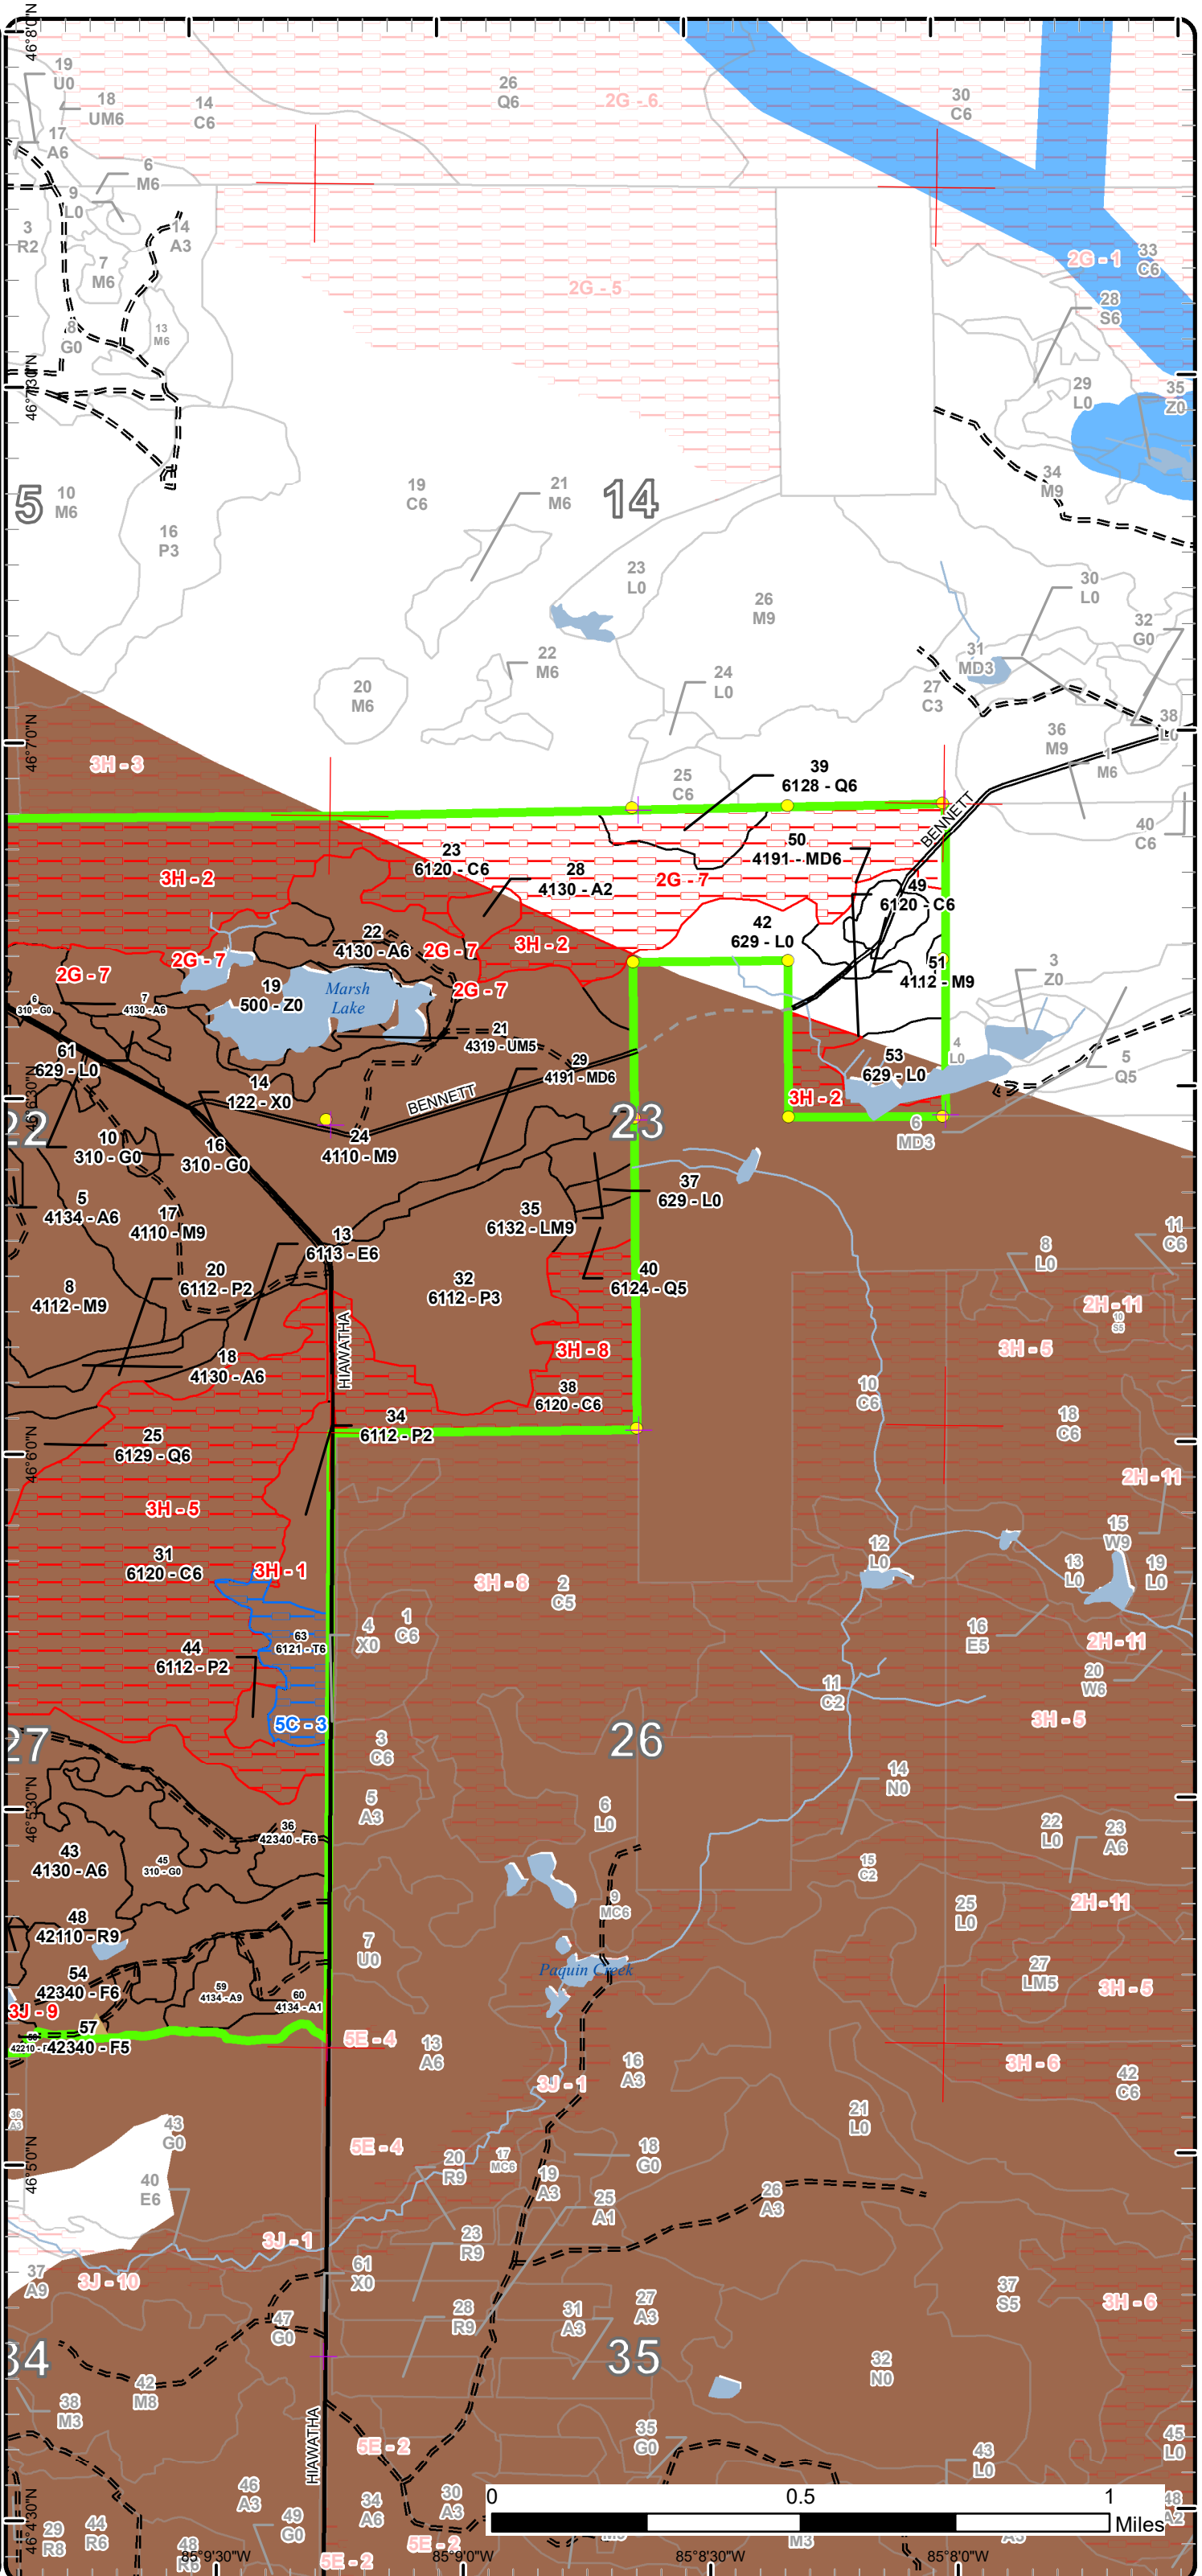 46°8'0"N
19
U0
18
UM6
14
C6
26
Q6
2G - 6
30
C6
17
A6
6
M6
9
L0
3
R2
14
A3
7
M6
8
G0
13
M6
2G - 5
2G - 1
33
C6
28
S6
29
L0
35
Z0
46°7'30"N
34
M9
5
10
M6
16
P3
19
C6
21
M6
14
23
L0
26
M9
30
L0
32
G0
31
MD3
27
C3
22
M6
24
L0
20
M6
38
L0
36
M9
1
M6
46°7'0"N
3H - 3
25
C6
39
6128 - Q6
BENNETT
40
C6
23
6120 - C6
28
4130 - A2
50
4191 - MD6
3H - 2
2G - 7
49
6120 - C6
22
4130 - A6
2G - 7
3H - 2
42
629 - L0
2G - 7
2G - 7
2G - 7
51
4112 - M9
3
Z0
19
500 - Z0
Marsh
Lake
6
310 - G0
7
4130 - A6
21
4319 - UM5
29
4191 - MD6
4
L0
5
Q5
61
629 - L0
53
629 - L0
46°6'30"N
14
122 - X0
BENNETT
3H - 2
22
23
6
MD3
10
310 - G0
16
310 - G0
24
4110 - M9
37
629 - L0
5
4134 - A6
17
4110 - M9
35
6132 - LM9
13
6113 - E6
11
C6
8
L0
8
4112 - M9
20
6112 - P2
32
6112 - P3
40
6124 - Q5
2H - 11
10
S5
3H - 5
HIAWATHA
3H - 8
18
4130 - A6
38
6120 - C6
10
C6
34
6112 - P2
18
C6
25
6129 - Q6
46°6'0"N
2H - 11
3H - 5
15
W9
31
6120 - C6
3H - 1
12
L0
13
L0
19
L0
3H - 8
2
C5
1
C6
4
X0
63
6121 - T6
16
E5
2H - 11
44
6112 - P2
20
W6
11
C2
5C - 3
3H - 5
27
26
3
C6
14
N0
46°5'30"N
5
A3
6
L0
22
L0
23
A6
36
42340 - F6
43
4130 - A6
45
310 - G0
15
C2
9
MC6
25
L0
2H - 11
48
42110 - R9
7
U0
Paquin Creek
27
LM5
54
42340 - F6
59
4134 - A9
60
4134 - A1
3H - 5
3J - 9
57
42340 - F5
5E - 4
13
A6
16
A3
3H - 6
3J - 1
42
C6
36
A3
43
G0
21
L0
46°5'0"N
5E - 4
20
R9
17
MC6
18
G0
19
A3
40
E6
25
A1
26
A3
3J - 1
23
R9
37
A9
3J - 10
61
X0
37
S5
3H - 6
28
R9
31
A3
27
A3
47
G0
34
35
42
M8
32
N0
38
M3
35
G0
HIAWATHA
5E - 2
43
L0
45
L0
46
A3
34
A6
30
A3
0
0.5
1
Miles
49
G0
29
R8
44
R6
48
R6
5E - 2
5E - 2
M3
A3
46°4'30"N
85°9'30"W
85°9'0"W
85°8'30"W
85°8'0"W